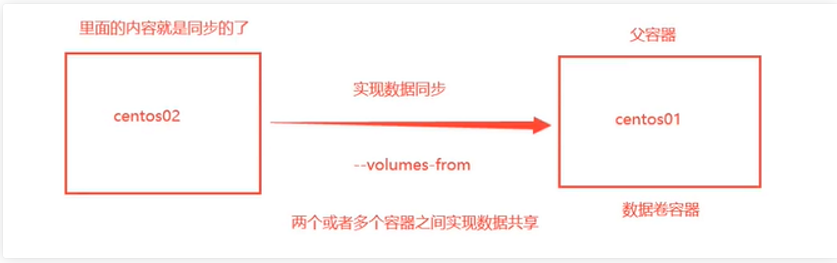 里面的内容就是同步的了
父容器
实现数据同步
centos02
centos01
--volumes-from
数据卷容器
两个或者多个容器之间实现数据共享